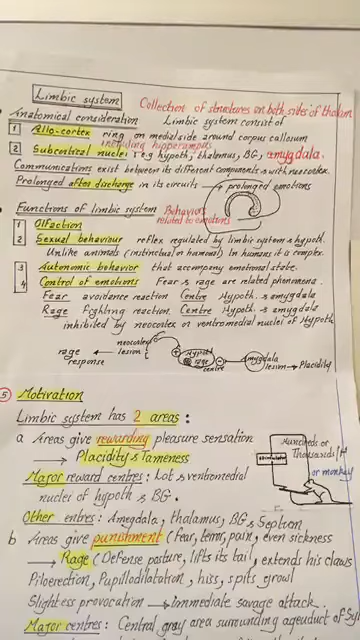 Limbic system
Collection of structures on both sides of thalam
Anatomical consideration Limbic system consist of
1 Allo-cortex ring on medial side around corpus callosum
including hippocampus
2 Subcortical nuclei: e.g hypoth, thalamus, BG, amygdala.
Communications exist between its different components & with neocortex
Prolonged after discharge in its circuits → prolonged emotions
Functions of limbic system Behaviors
related to emotions
1 Olfaction
2 Sexual behaviour reflex regulated by limbic system & hypoth.
Unlike animals (instinctual or hormonal) In humans it is complex.
3 Autonomic behavior that accompany emotional state.
4 Control of emotions Fear & rage are related phenomena.
Fear avoidance reaction Centre Hypoth. & amygdala
Rage Fighting reaction Centre Hypoth. & amygdala
inhibited by neocortex or ventromedial nuclei of Hypoth
rage response ← neocortex lesion + Hypoth rage centre - amygdala lesion → Placidity
5 Motivation
Limbic system has 2 areas:
a Areas give rewarding pleasure sensation
→ Placidity & Tameness
Hundreds or
Thousands /H
or monkey
Major reward centres: Lat & ventromedial
nuclei of hypoth & BG.
Other entres: Amygdala, thalamus, BG & Septum
b Areas give punishment (Fear, terror, pain, even sickness
→ Rage (Defense posture, lifts its tail, extends his claws
Piloerection, Papillodilatation, hiss, spits growl
Slightess provocation → immediate savage attack.
Major centres: Central gray area surrounding aqeuduct of Syl